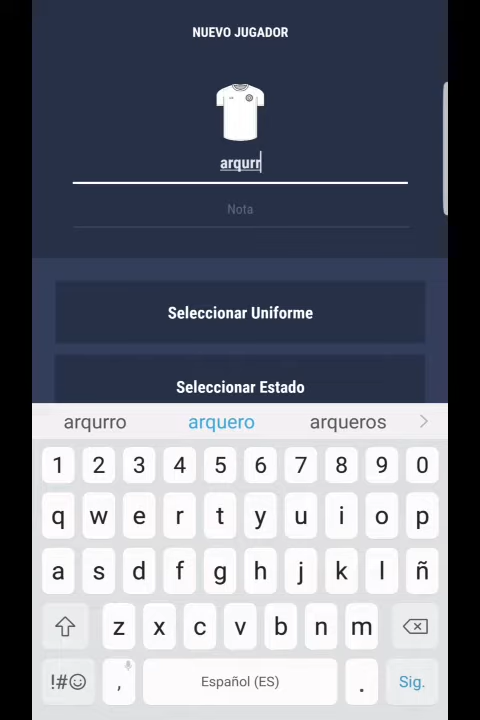 NUEVO JUGADOR
arqurr
Nota
Seleccionar Uniforme
Seleccionar Estado
arqurro arquero arqueros
1 2 3 4 5 6 7 8 9 0
q w e r t y u i o p
a s d f g h j k l ñ
z x c v b n m
!#☺ , Español (ES) . Sig.